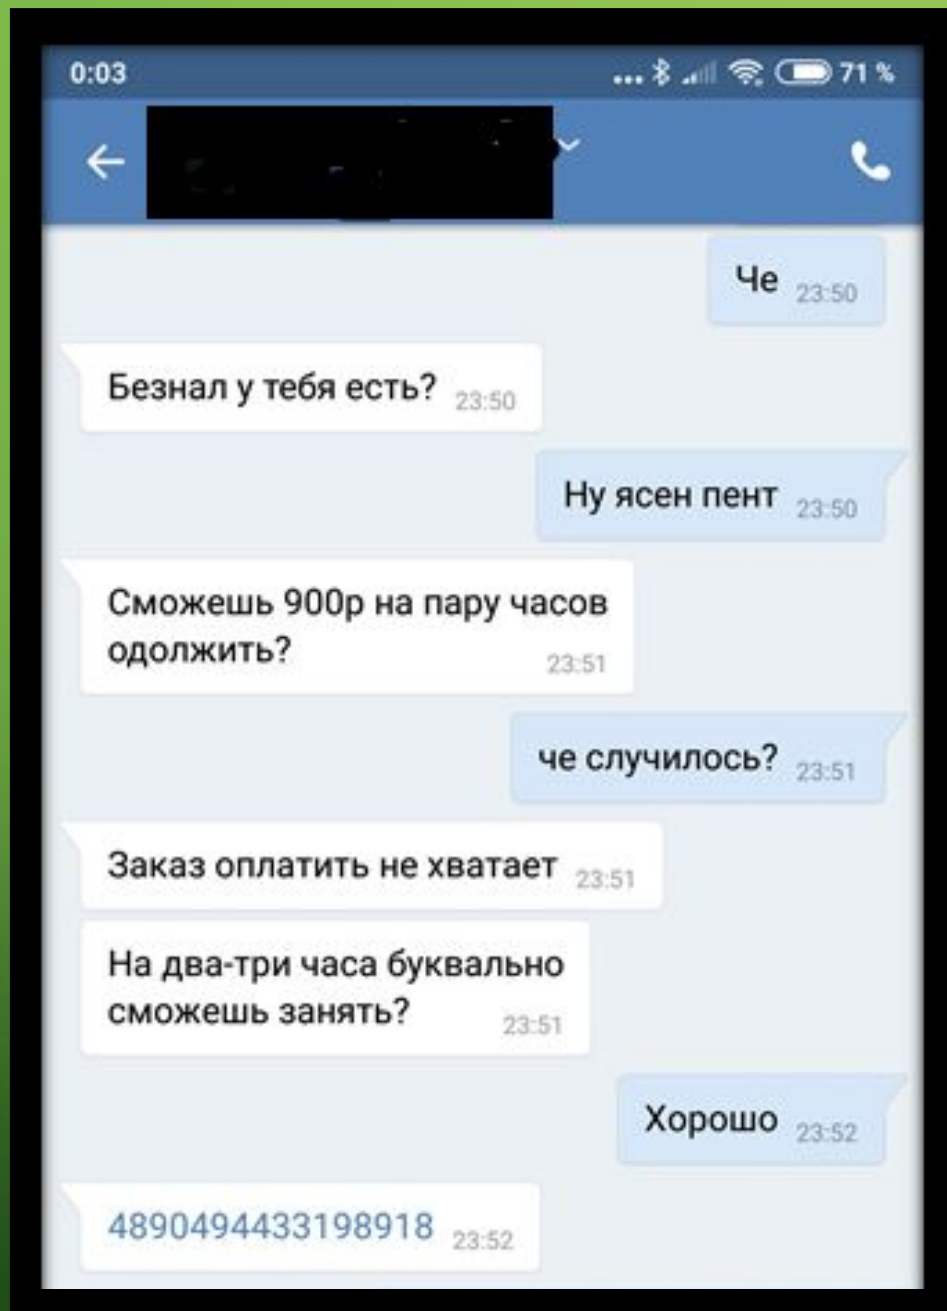 0:03
... 71 %
Че 23:50
Безнал у тебя есть? 23:50
Ну ясен пент 23:50
Сможешь 900р на пару часов
одолжить? 23:51
че случилось? 23:51
Заказ оплатить не хватает 23:51
На два-три часа буквально
сможешь занять? 23:51
Хорошо 23:52
4890494433198918 23:52